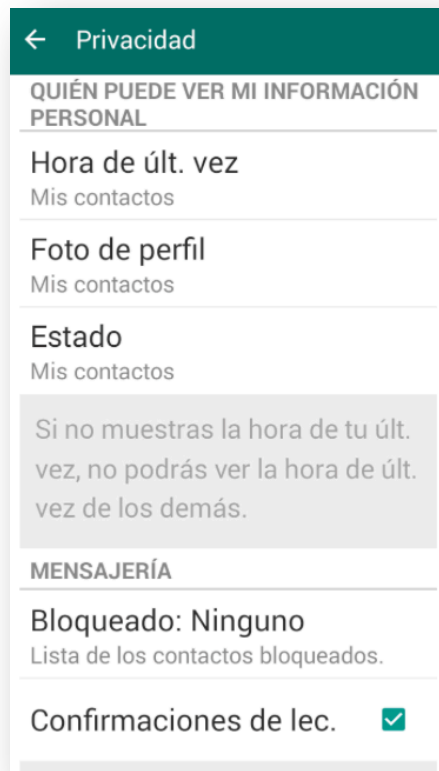 Privacidad
QUIÉN PUEDE VER MI INFORMACIÓN
PERSONAL
Hora de últ. vez
Mis contactos
Foto de perfil
Mis contactos
Estado
Mis contactos
Si no muestras la hora de tu últ.
vez, no podrás ver la hora de últ.
vez de los demás.
MENSAJERÍA
Bloqueado: Ninguno
Lista de los contactos bloqueados.
Confirmaciones de lec.